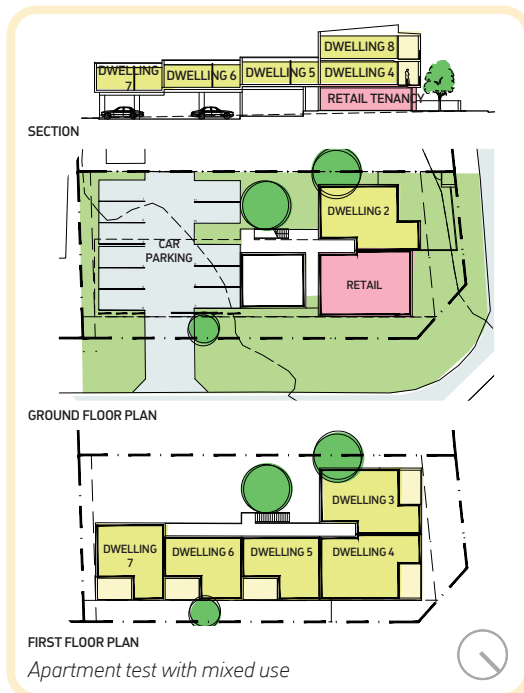 DWELLING 8
DWELLING
7
DWELLING 6
DWELLING 5
DWELLING 4
RETAIL TENANCY
SECTION
DWELLING 2
CAR
PARKING
RETAIL
GROUND FLOOR PLAN
DWELLING 3
DWELLING
7
DWELLING 6
DWELLING 5
DWELLING 4
FIRST FLOOR PLAN
Apartment test with mixed use